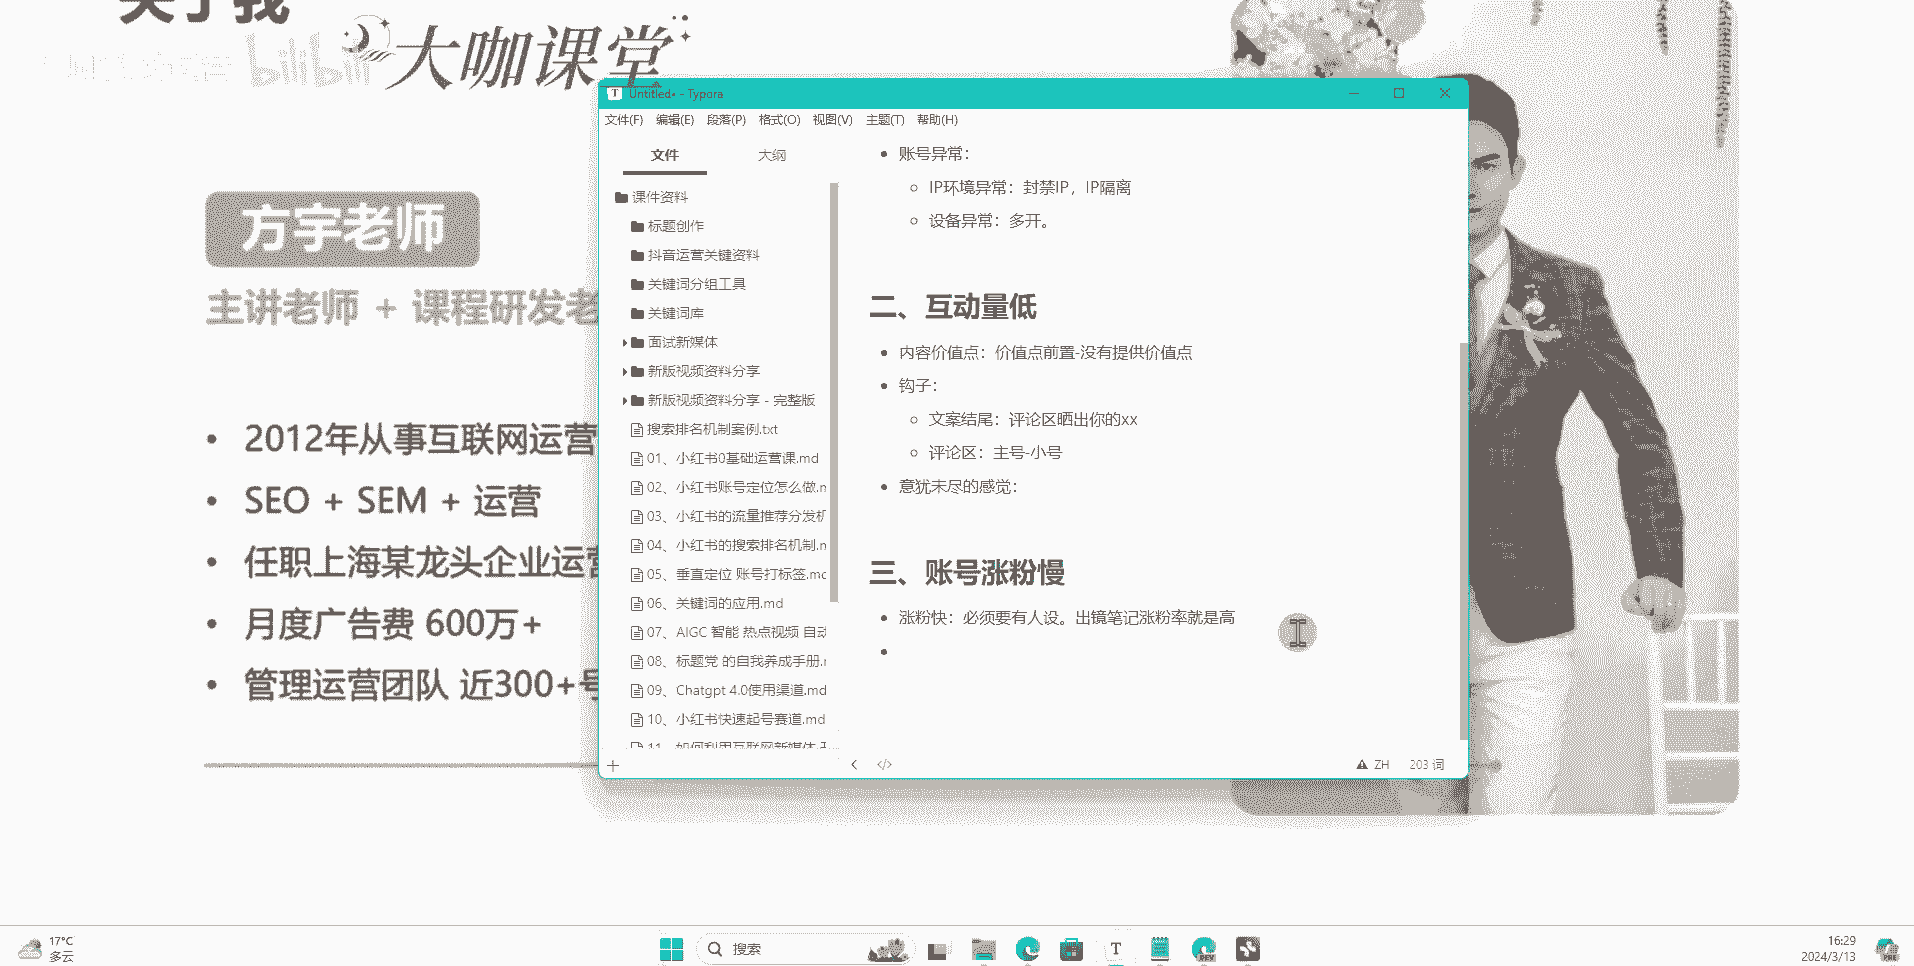 关于我
bilibili
大咖课堂
方宇老师
主讲老师 + 课程研发老
2012年从事互联网运营
SEO + SEM + 运营
任职上海某龙头企业运营
月度广告费 600万+
管理运营团队 近300+号
Untitled• - Typora
文件(F) 编辑(E) 段落(P) 格式(O) 视图(V) 主题(T) 帮助(H)
文件 大纲
课件资料
标题创作
抖音运营关键资料
关键词分组工具
关键词库
面试新媒体
新版视频资料分享
新版视频资料分享 - 完整版
搜索排名机制案例.txt
01、小红书0基础运营课.md
02、小红书账号定位怎么做.m
03、小红书的流量推荐分发机
04、小红书的搜索排名机制.m
05、垂直定位 账号打标签.md
06、关键词的应用.md
07、AIGC 智能 热点视频 自动
08、标题党 的自我养成手册.m
09、Chatgpt 4.0使用渠道.md
10、小红书快速起号赛道.md
11、如何利用互联网新媒体
账号异常：
IP环境异常：封禁IP，IP隔离
设备异常：多开。
二、互动量低
内容价值点：价值点前置-没有提供价值点
钩子：
文案结尾：评论区晒出你的xx
评论区：主号-小号
意犹未尽的感觉：
三、账号涨粉慢
涨粉快：必须要有人设。出镜笔记涨粉率就是高
ZH 203 词
17°C
多云
搜索
16:29
2024/3/13